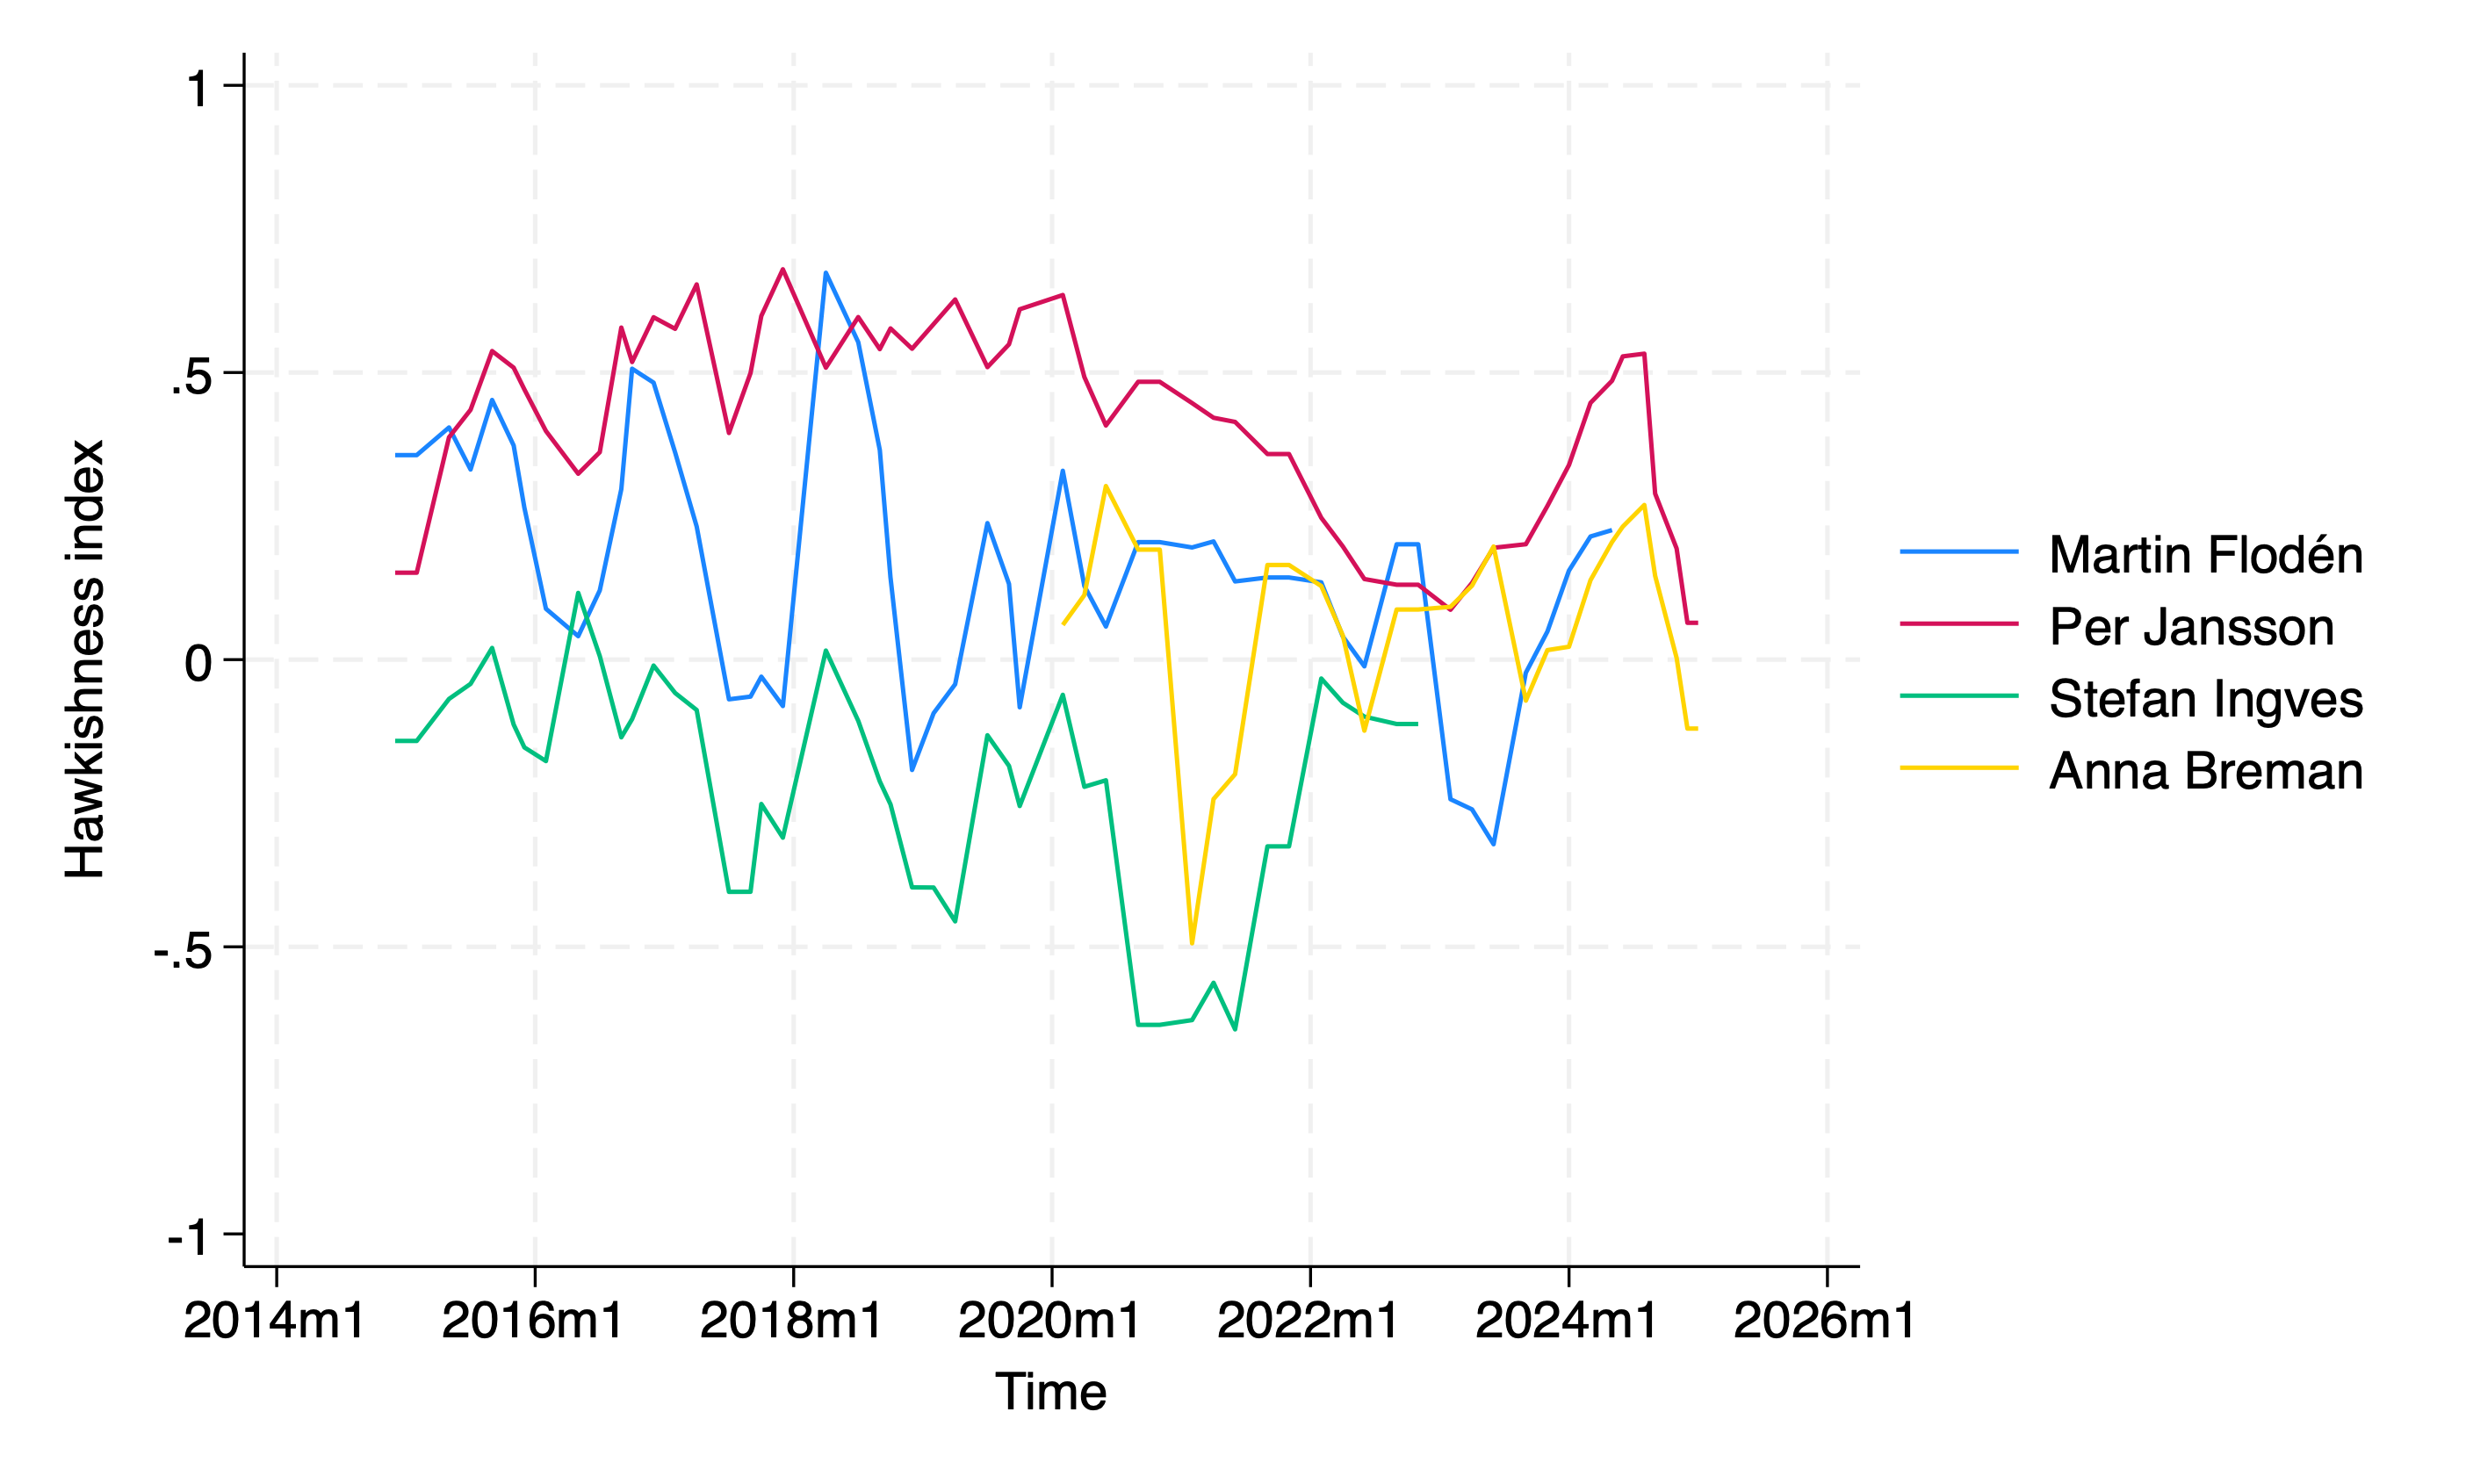 1
.5
0
-.5
-1
Hawkishness index
2014m1 2016m1 2018m1 2020m1 2022m1 2024m1 2026m1
Time
Martin Flodén
Per Jansson
Stefan Ingves
Anna Breman